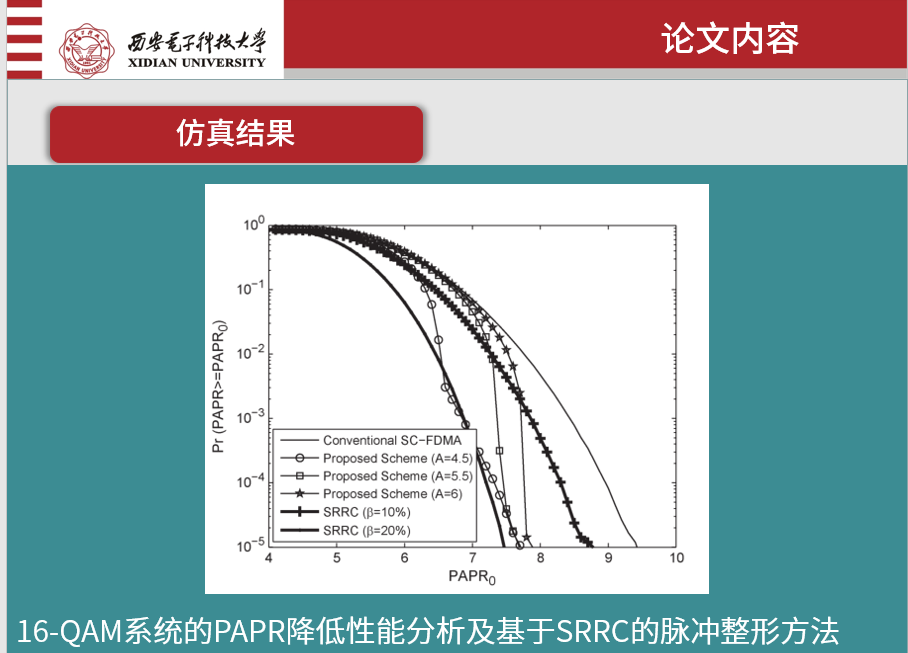 西安电子科技大学
XIDIAN UNIVERSITY
论文内容
仿真结果
10^0
10^-1
10^-2
10^-3
10^-4
10^-5
Pr (PAPR>=PAPR_0)
Conventional SC-FDMA
Proposed Scheme (A=4.5)
Proposed Scheme (A=5.5)
Proposed Scheme (A=6)
SRRC (β=10%)
SRRC (β=20%)
4 5 6 7 8 9 10
PAPR_0
16-QAM系统的PAPR降低性能分析及基于SRRC的脉冲整形方法